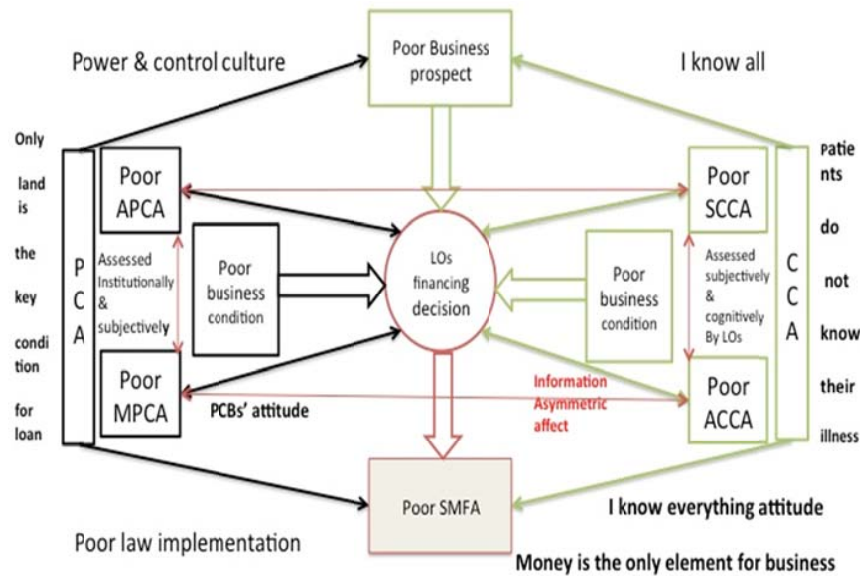 Power & control culture
Poor Business
prospect
I know all
Only
land
is
the
key
condi
tion
for
loan
P
C
A
Poor
APCA
Assessed
Institutionally
&
subjectively
Poor
MPCA
Poor
business
condition
LOs
financing
decision
Poor
business
condition
Poor
SCCA
Assessed
subjectively
&
cognitively
By LOs
Poor
ACCA
C
C
A
Patie
nts
do
not
know
their
illness
PCBs' attitude
Information
Asymmetric
affect
Poor SMFA
Poor law implementation
I know everything attitude
Money is the only element for business